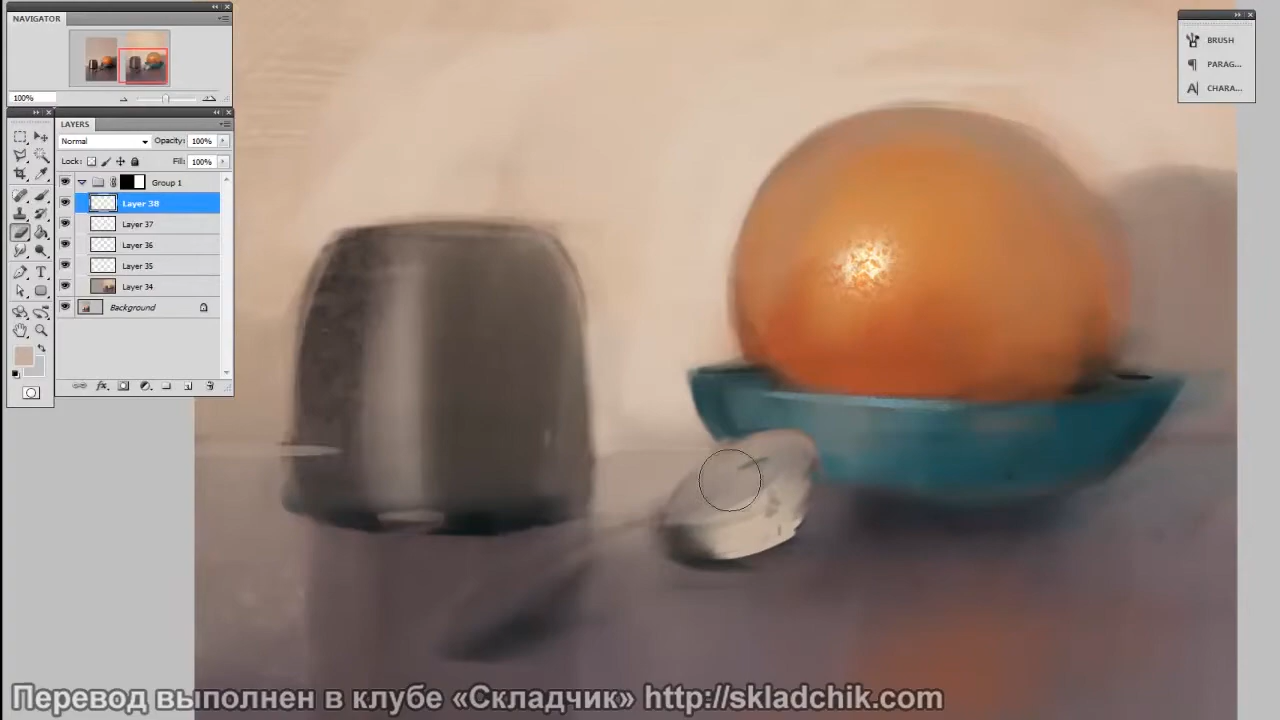 NAVIGATOR
100%
LAYERS
Normal
Opacity: 100%
Lock:
Fill: 100%
Group 1
Layer 38
Layer 37
Layer 36
Layer 35
Layer 34
Background
BRUSH
PARAG...
CHARA...
Перевод выполнен в клубе «Складчик» http://skladchik.com